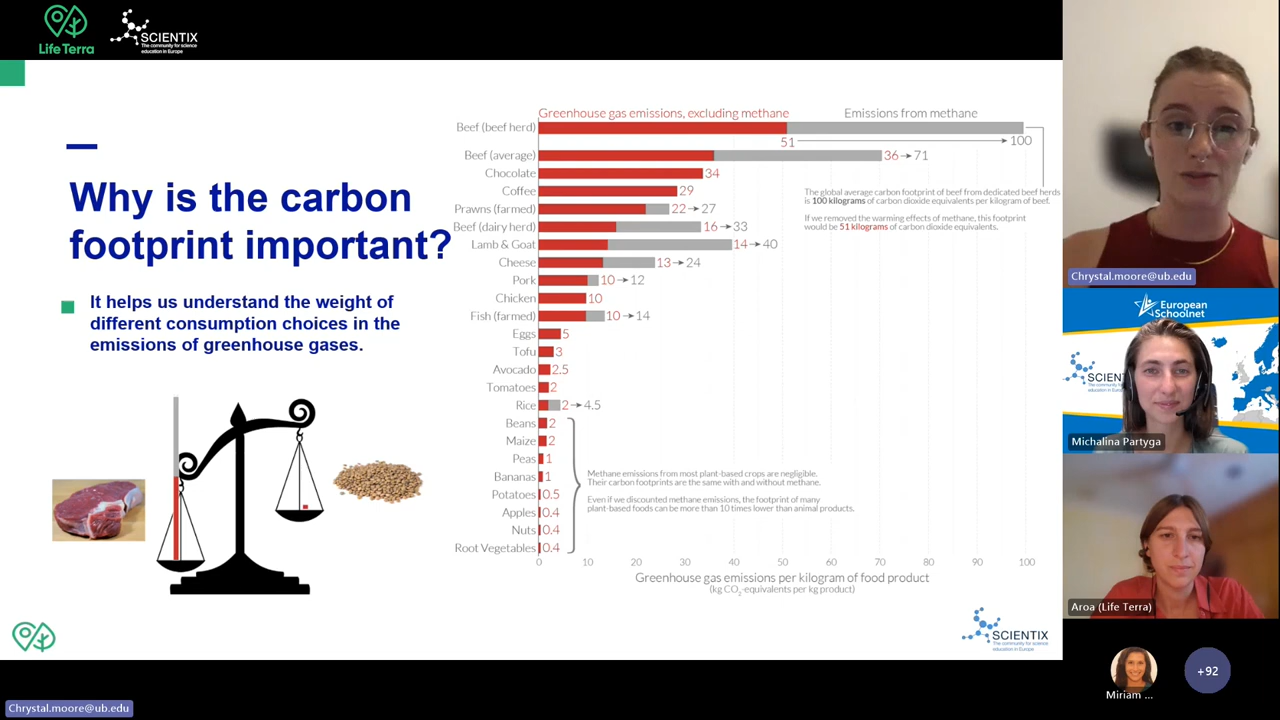 Life Terra
SCIENTIX
The community for science
education in Europe
Why is the carbon
footprint important?
It helps us understand the weight of
different consumption choices in the
emissions of greenhouse gases.
Greenhouse gas emissions, excluding methane
Emissions from methane
Beef (beef herd)
51 → 100
Beef (average) 36→71
Chocolate 34
Coffee 29
Prawns (farmed) 22→27
Beef (dairy herd) 16→33
Lamb & Goat 14→40
Cheese 13→24
Pork 10→12
Chicken 10
Fish (farmed) 10→14
Eggs 5
Tofu 3
Avocado 2.5
Tomatoes 2
Rice 2→4.5
Beans 2
Maize 2
Peas 1
Bananas 1
Potatoes 0.5
Apples 0.4
Nuts 0.4
Root Vegetables 0.4
The global average carbon footprint of beef from dedicated beef herds
is 100 kilograms of carbon dioxide equivalents per kilogram of beef.
If we removed the warming effects of methane, this footprint
would be 51 kilograms of carbon dioxide equivalents.
Methane emissions from most plant-based crops are negligible.
Their carbon footprints are the same with and without methane.
Even if we discounted methane emissions, the footprint of many
plant-based foods can be more than 10 times lower than animal products.
0 10 20 30 40 50 60 70 80 90 100
Greenhouse gas emissions per kilogram of food product
(kg CO2-equivalents per kg product)
SCIENTIX
The community for science
education in Europe
Chrystal.moore@ub.edu
European
Schoolnet
SCIENT
Michalina Partyga
Aroa (Life Terra)
Miriam ...
+92
Chrystal.moore@ub.edu